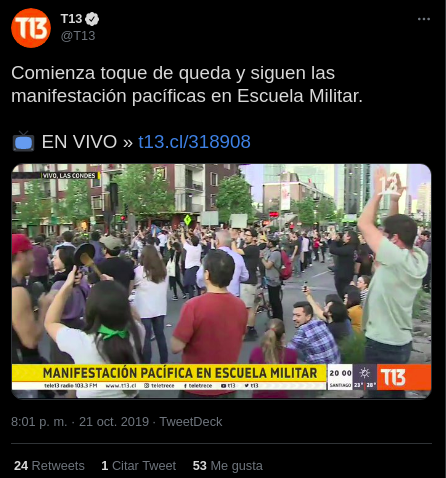 T13
@T13
Comienza toque de queda y siguen las
manifestación pacíficas en Escuela Militar.
EN VIVO » t13.cl/318908
VIVO, LAS CONDES
13
MANIFESTACIÓN PACÍFICA EN ESCUELA MILITAR
20 00
SANTIAGO 23° 28°
T13
tele13 radio 103.3 FM www.t13.cl teletrece teletrece t13 t13
8:01 p. m. · 21 oct. 2019 · TweetDeck
24 Retweets 1 Citar Tweet 53 Me gusta